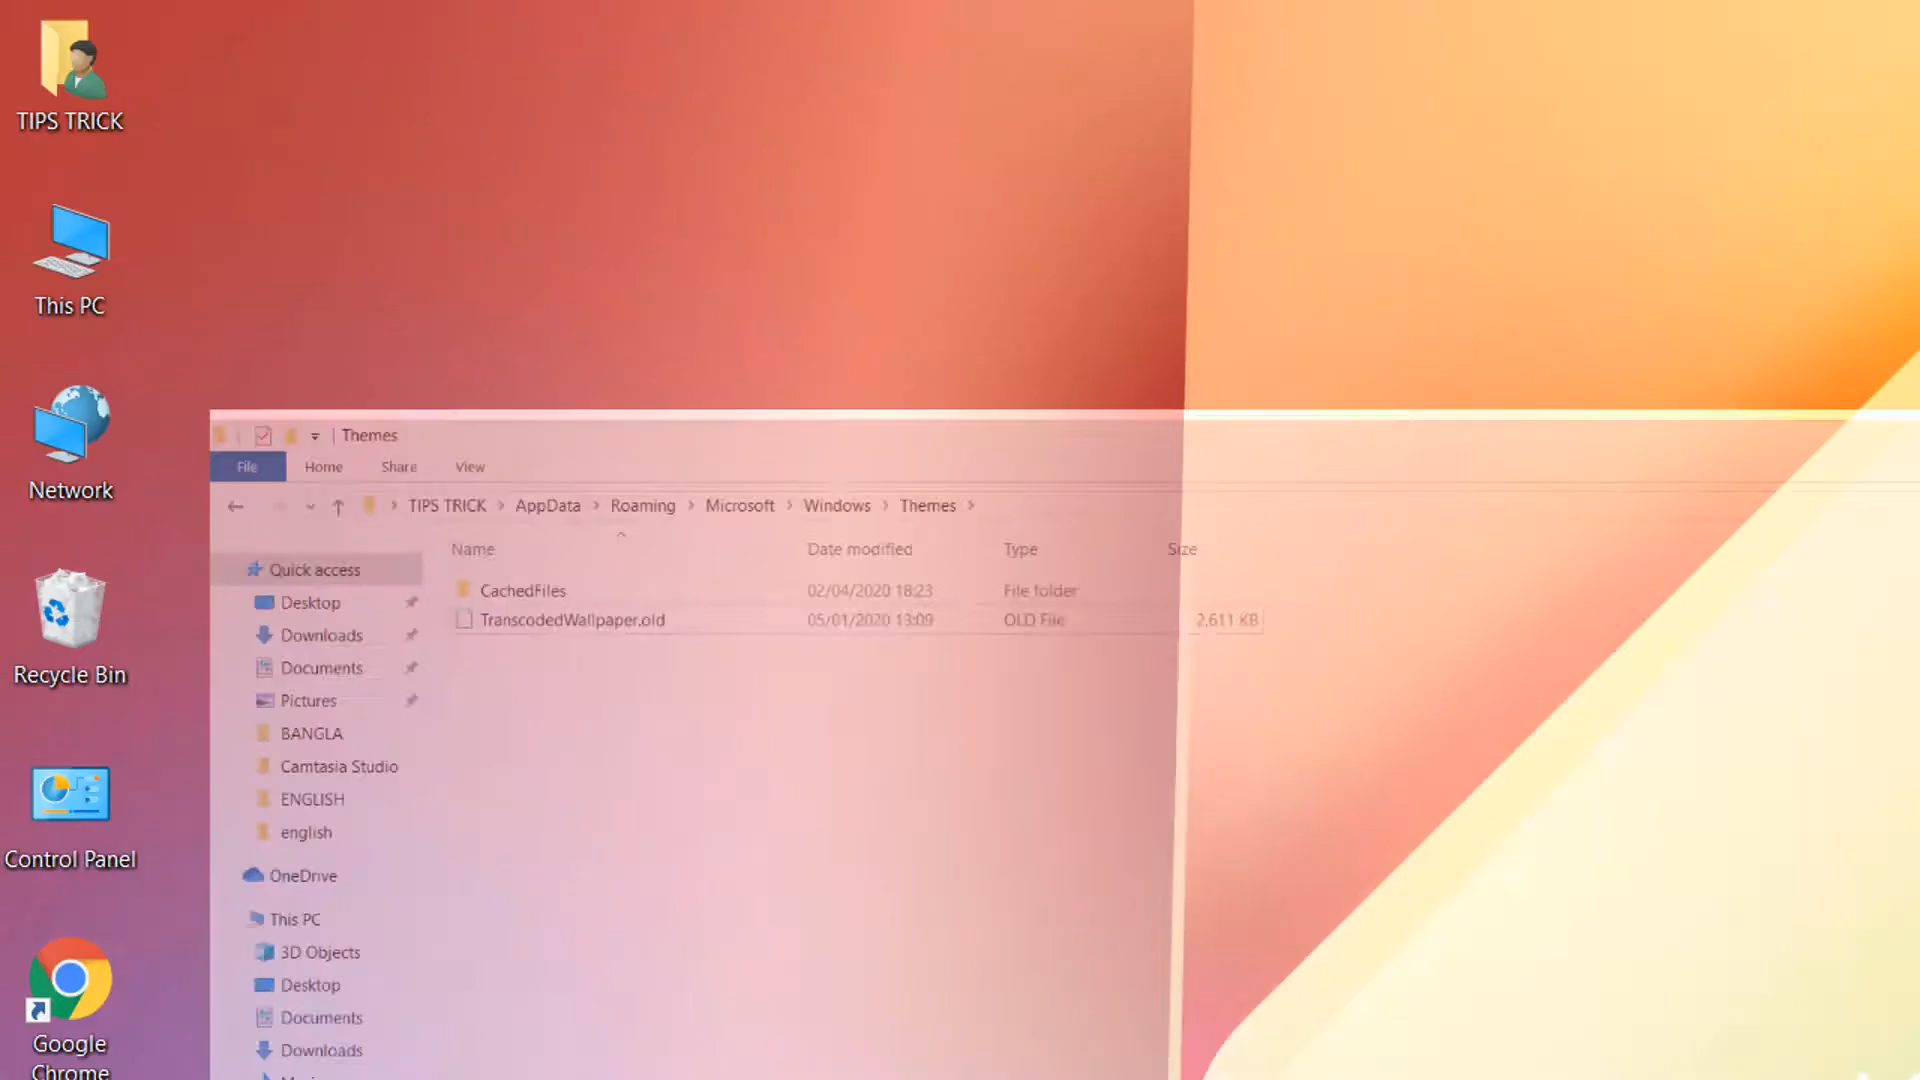 TIPS TRICK
This PC
Network
Recycle Bin
Control Panel
Google
Chrome
Themes
File Home Share View
TIPS TRICK > AppData > Roaming > Microsoft > Windows > Themes >
Name Date modified Type Size
CachedFiles 02/04/2020 18:23 File folder
TranscodedWallpaper.old 05/01/2020 13:09 OLD File 2,611 KB
Quick access
Desktop
Downloads
Documents
Pictures
BANGLA
Camtasia Studio
ENGLISH
english
OneDrive
This PC
3D Objects
Desktop
Documents
Downloads